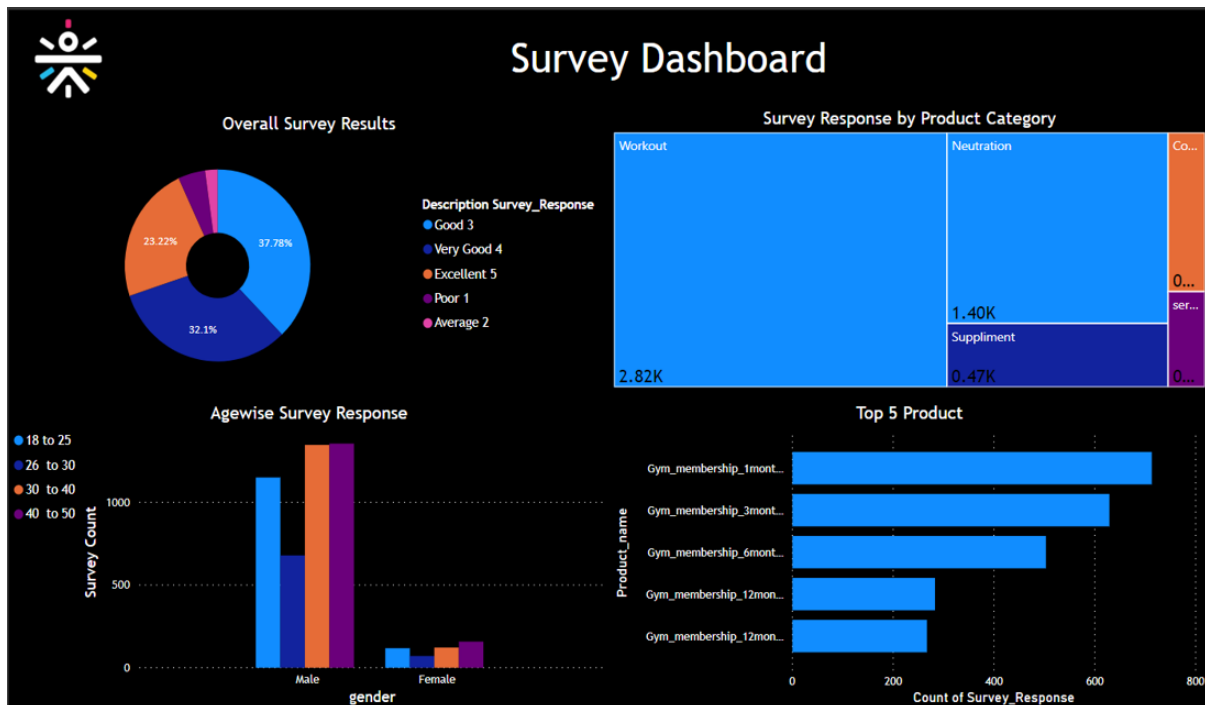 Survey Dashboard
Overall Survey Results
37.78%
32.1%
23.22%
Description Survey_Response
Good 3
Very Good 4
Excellent 5
Poor 1
Average 2
Survey Response by Product Category
Workout
2.82K
Neutration
1.40K
Suppliment
0.47K
Co...
0...
ser...
0...
Agewise Survey Response
18 to 25
26 to 30
30 to 40
40 to 50
Survey Count
1000
500
0
Male
Female
gender
Top 5 Product
Product_name
Gym_membership_1mont...
Gym_membership_3mont...
Gym_membership_6mont...
Gym_membership_12mon...
Gym_membership_12mon...
0
200
400
600
800
Count of Survey_Response